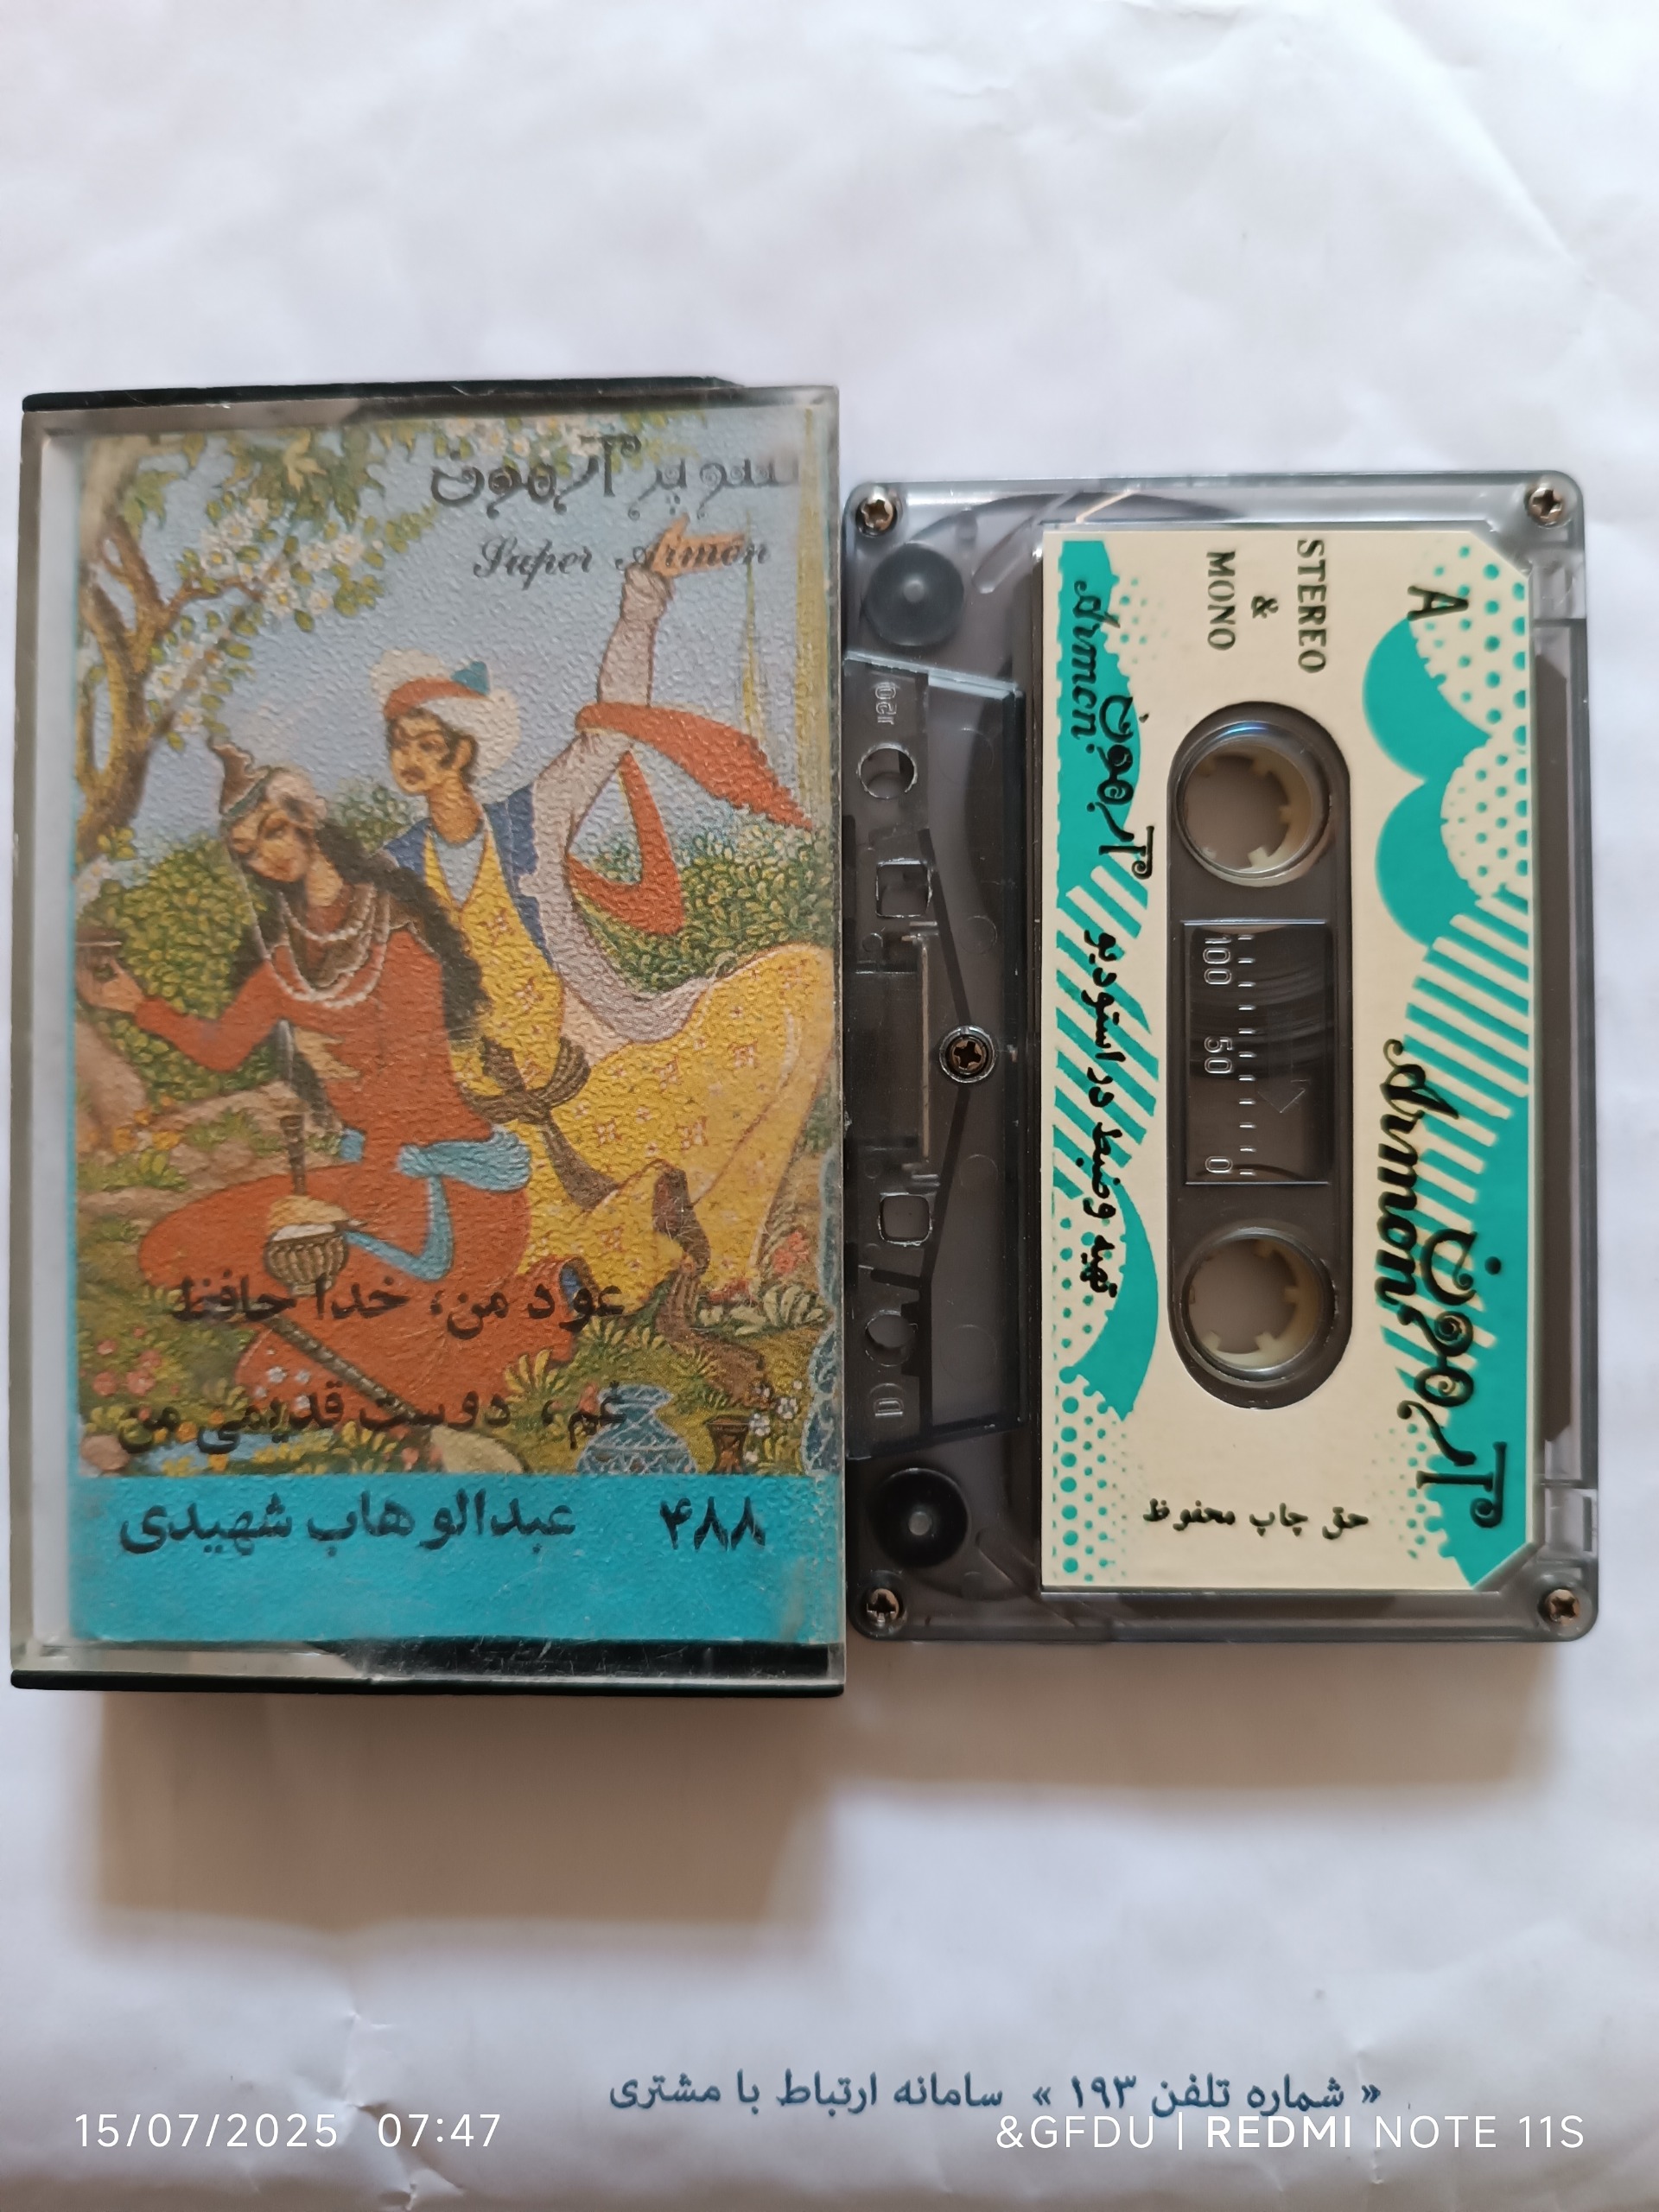 سوپر آرمون
Super Armon
عود من، خدا حافظ
غم، دوست قدیمی من
۴۸۸ عبدالوهاب شهیدی
A
STEREO
&
MONO
آرمون
Armon.
100 50 0
آرمون
Armon.
تهیه وضبط در استودیو
حق چاپ محفوظ
« شماره تلفن ۱۹۳ » سامانه ارتباط با مشتری
15/07/2025 07:47
&GFDU | REDMI NOTE 11S